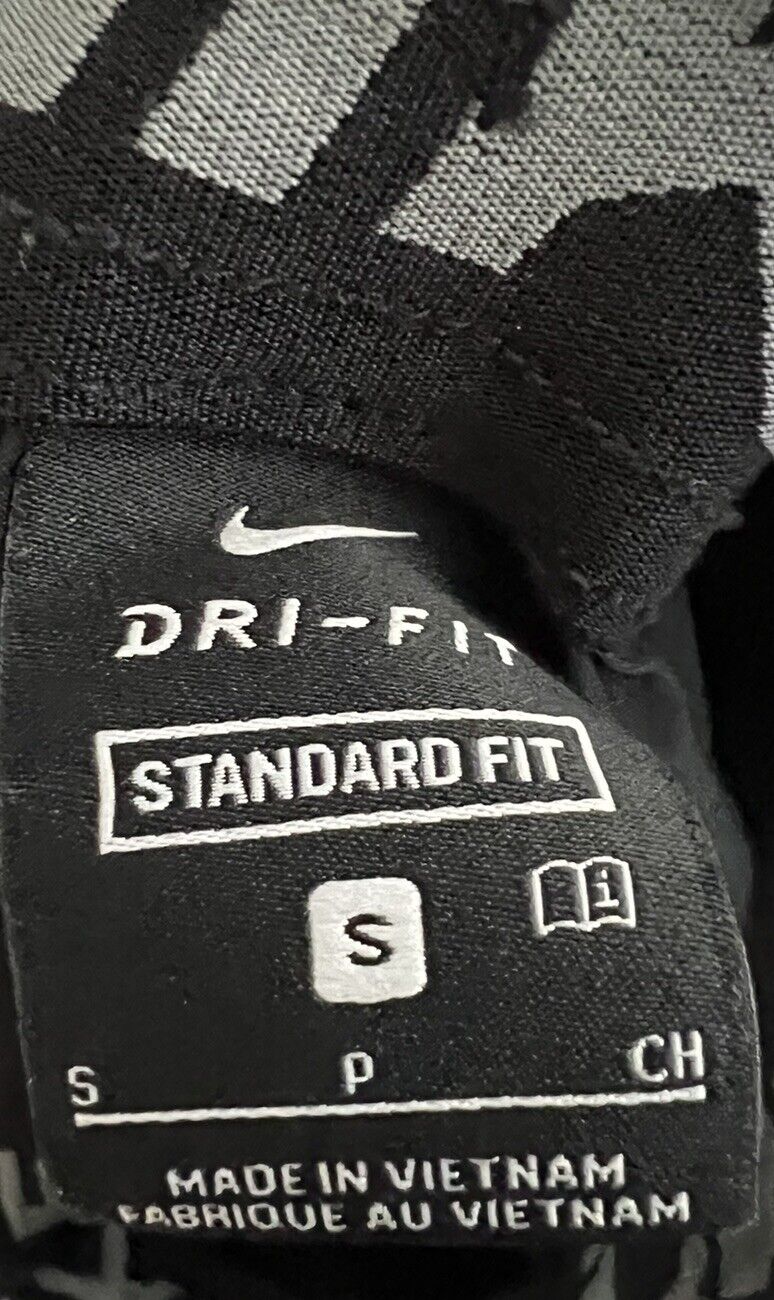 DRI-FIT
STANDARD FIT
S
i
S P CH
MADE IN VIETNAM
FABRIQUE AU VIETNAM